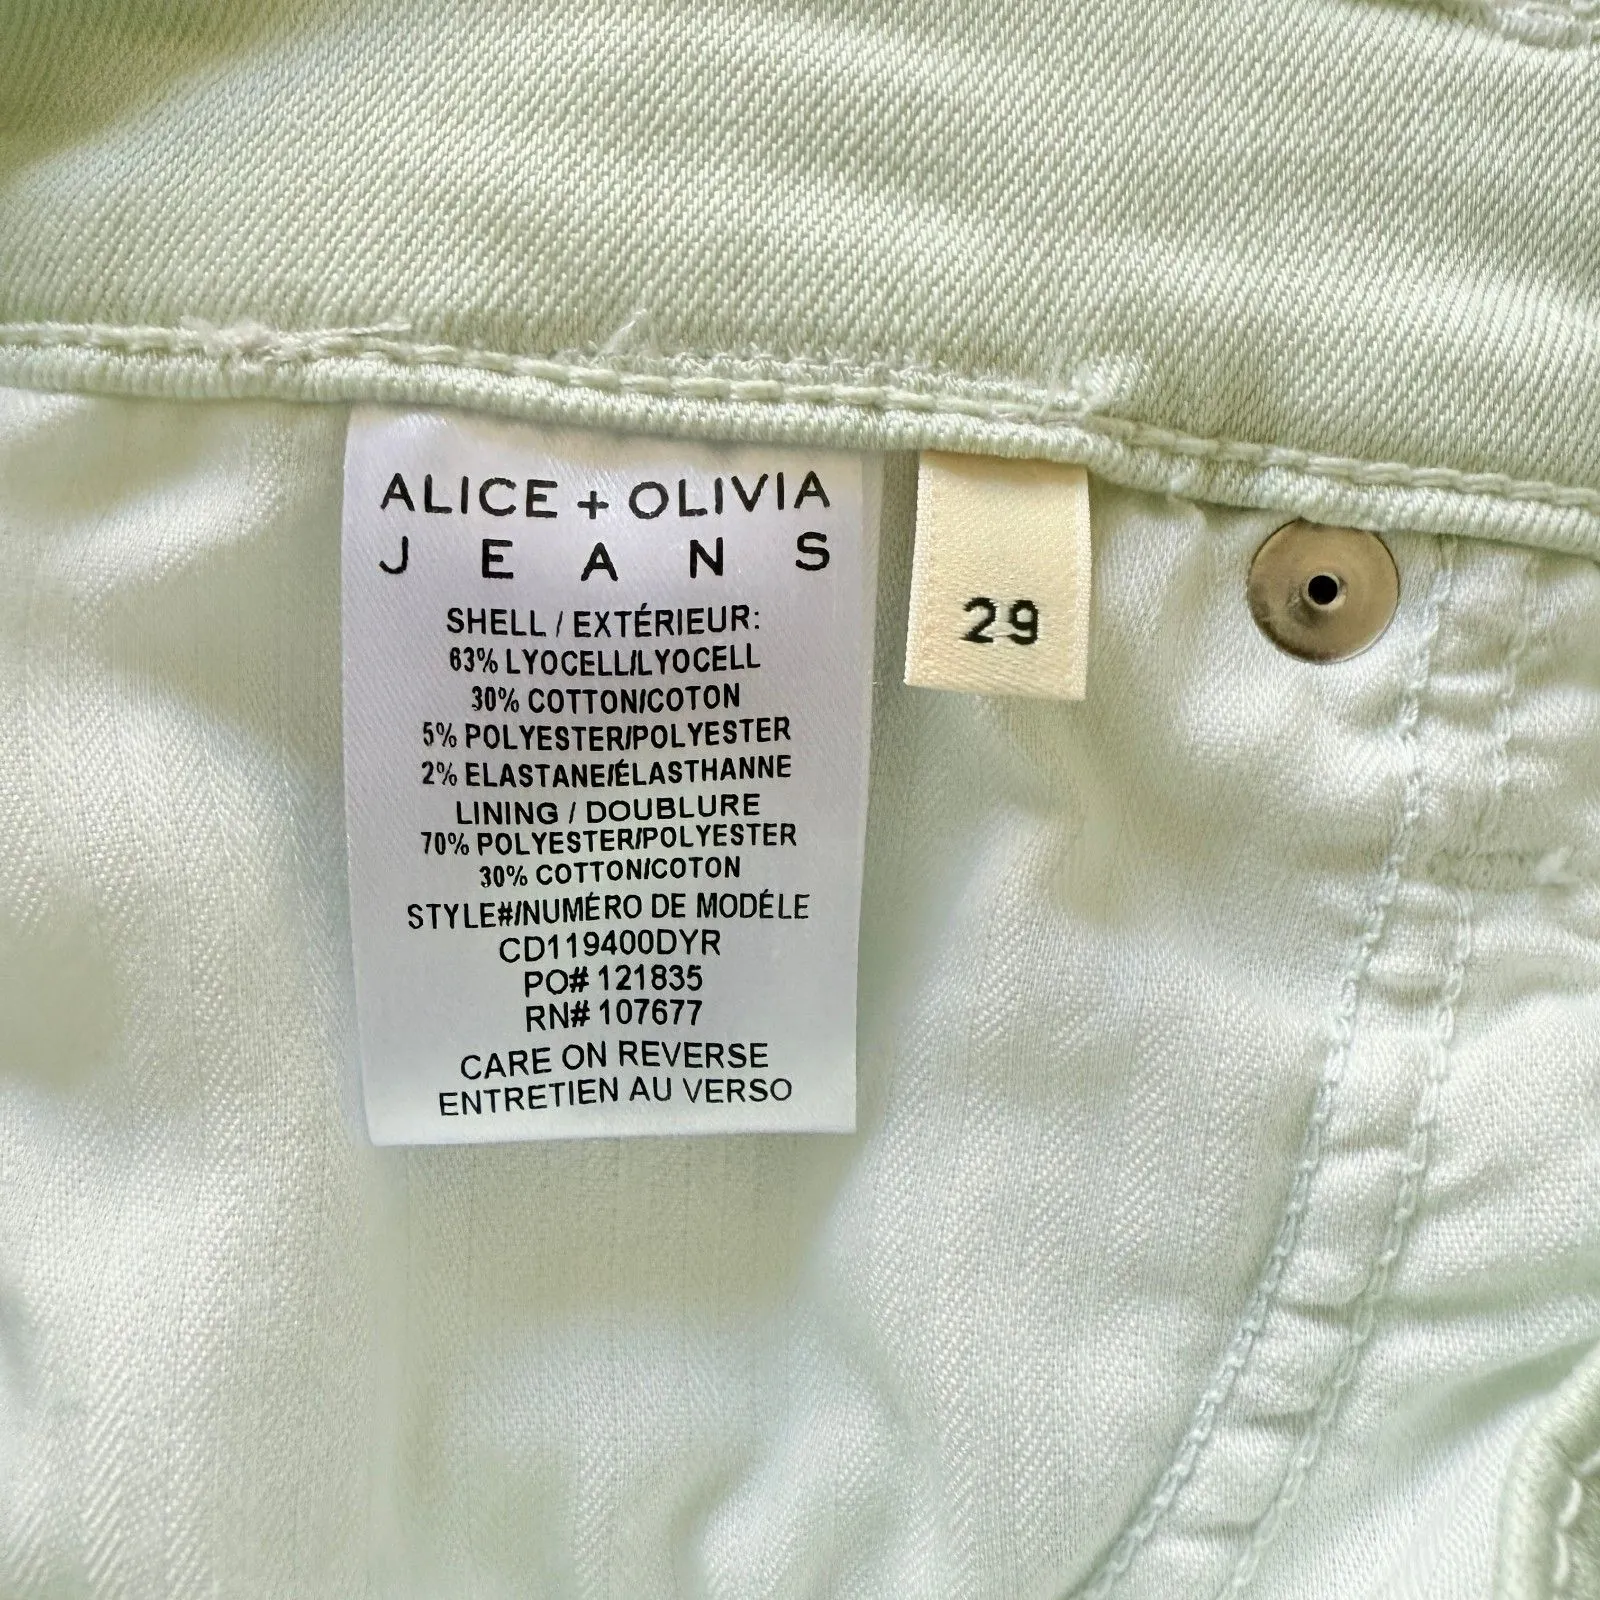 ALICE + OLIVIA
JEANS
SHELL / EXTÉRIEUR:
63% LYOCELL/LYOCELL
30% COTTON/COTON
5% POLYESTER/POLYESTER
2% ELASTANE/ÉLASTHANNE
LINING / DOUBLURE
70% POLYESTER/POLYESTER
30% COTTON/COTON
STYLE#/NUMÉRO DE MODÉLE
CD119400DYR
PO# 121835
RN# 107677
CARE ON REVERSE
ENTRETIEN AU VERSO
29